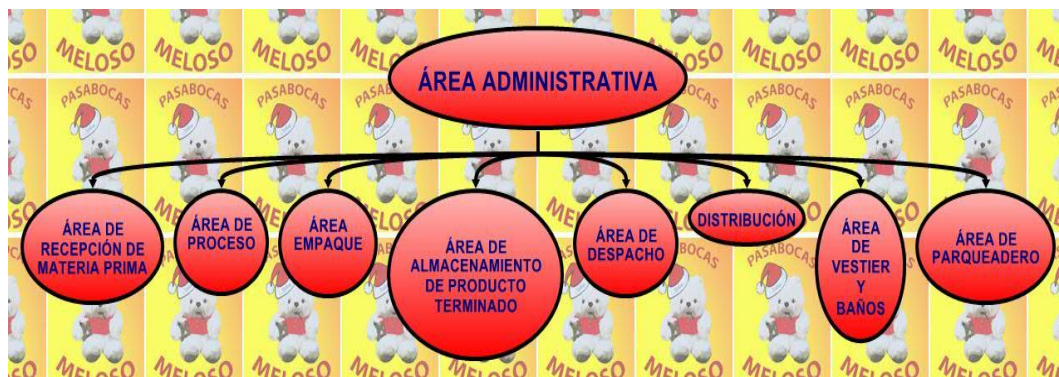 ÁREA ADMINISTRATIVA
ÁREA DE
RECEPCIÓN DE
MATERIA PRIMA
ÁREA DE
PROCESO
ÁREA
EMPAQUE
ÁREA DE
ALMACENAMIENTO
DE PRODUCTO
TERMINADO
ÁREA DE
DESPACHO
DISTRIBUCIÓN
ÁREA
DE
VESTIER
Y
BAÑOS
ÁREA DE
PARQUEADERO
PASABOCAS
MELOSO